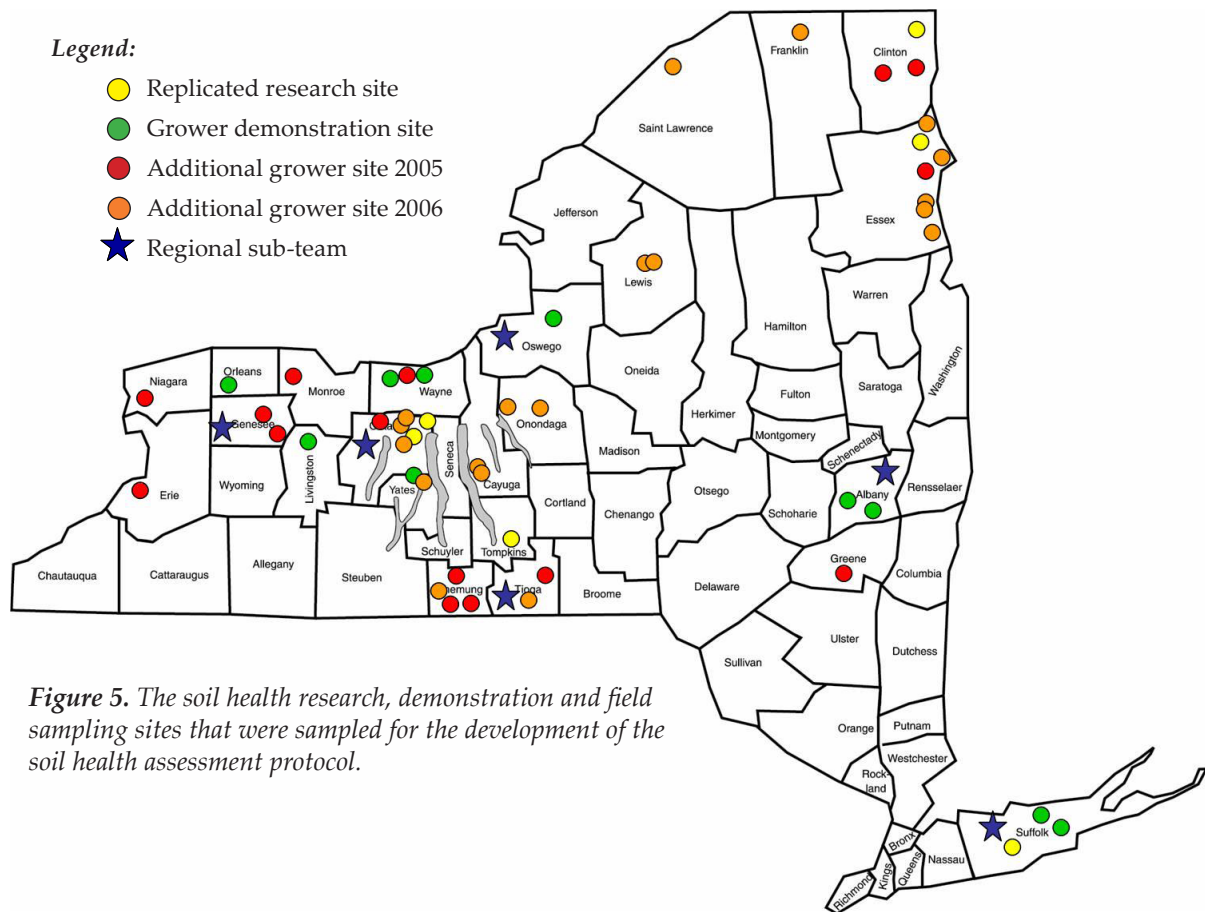 Legend:
Replicated research site
Grower demonstration site
Additional grower site 2005
Additional grower site 2006
Regional sub-team
Franklin
Clinton
Saint Lawrence
Jefferson
Essex
Lewis
Warren
Hamilton
Washington
Oswego
Oneida
Herkimer
Fulton
Saratoga
Montgomery
Schenectady
Niagara
Orleans
Monroe
Wayne
Onondaga
Madison
Genesee
Seneca
Cayuga
Otsego
Albany
Rensselaer
Schoharie
Erie
Wyoming
Livingston
Yates
Cortland
Chenango
Schuyler
Tompkins
Greene
Columbia
Delaware
Chautauqua
Cattaraugus
Allegany
Steuben
Tioga
Broome
Ulster
Dutchess
Sullivan
Orange
Putnam
Westchester
Rock-
land
Bronx
Suffolk
Nassau
Queens
Kings
Richmond
Figure 5. The soil health research, demonstration and field
sampling sites that were sampled for the development of the
soil health assessment protocol.